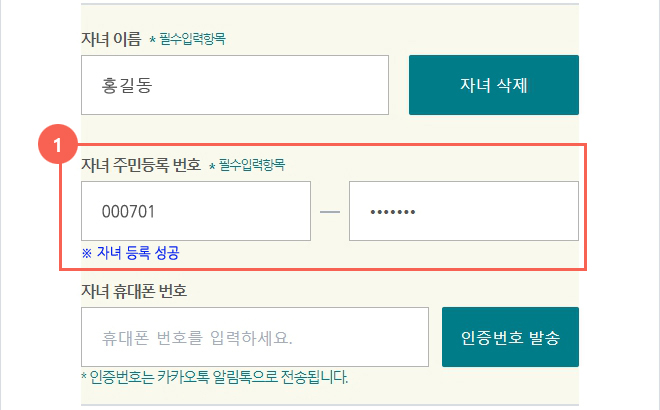 자녀 이름 * 필수입력항목
홍길동 자녀 삭제
1
자녀 주민등록 번호 * 필수입력항목
000701 — •••••••
※ 자녀 등록 성공
자녀 휴대폰 번호
휴대폰 번호를 입력하세요. 인증번호 발송
* 인증번호는 카카오톡 알림톡으로 전송됩니다.